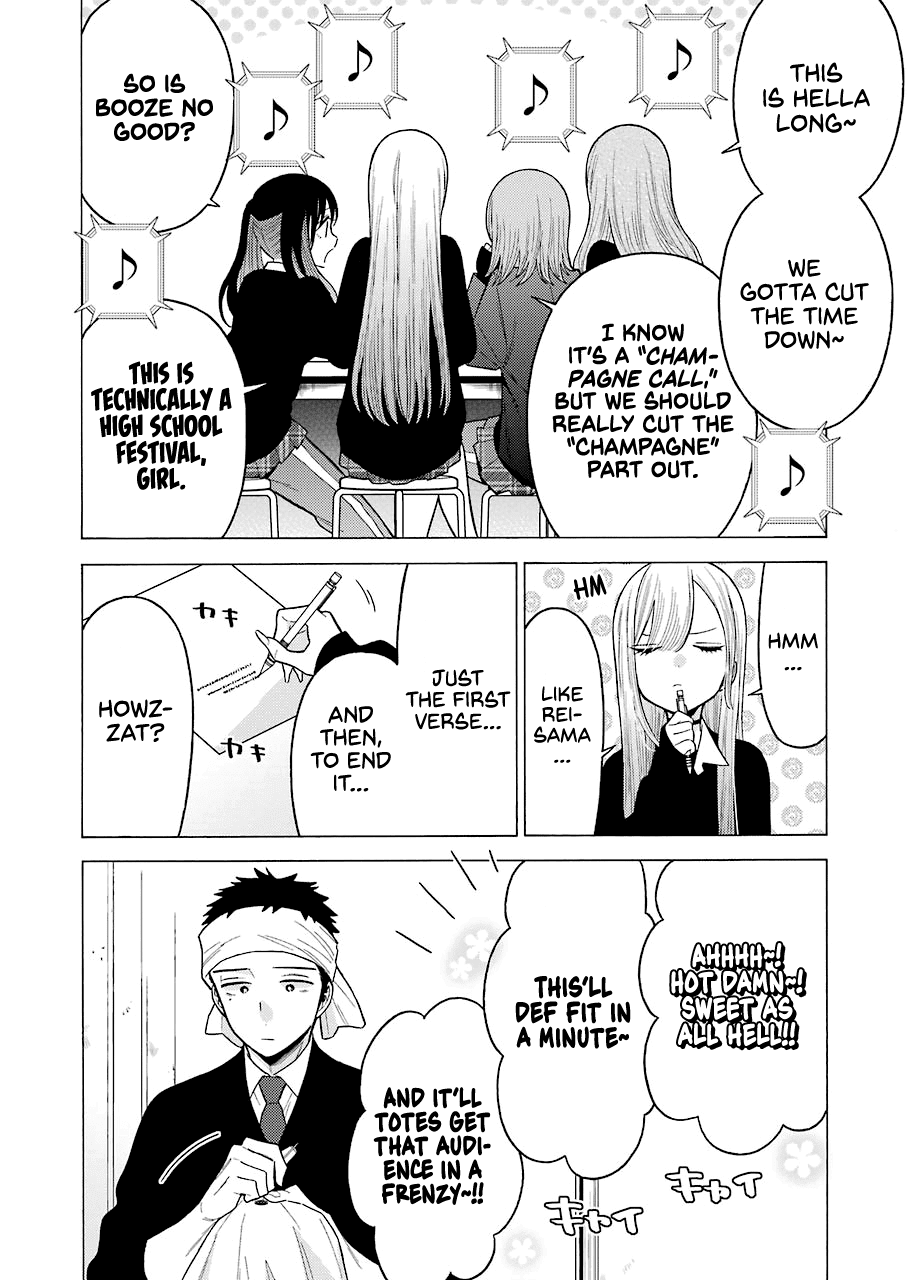 THIS
IS HELLA
LONG~
WE
GOTTA CUT
THE TIME
DOWN~
I KNOW
IT'S A "CHAM-
PAGNE CALL,"
BUT WE SHOULD
REALLY CUT THE
"CHAMPAGNE"
PART OUT.
SO IS
BOOZE NO
GOOD?
THIS IS
TECHNICALLY A
HIGH SCHOOL
FESTIVAL,
GIRL.
HMM
...
HM
LIKE
REI-
SAMA
...
JUST
THE FIRST
VERSE...
AND
THEN,
TO END
IT...
カキ
カキ
HOWZ-
ZAT?
AHHHH~!
HOT DAMN~!
SWEET AS
ALL HELL!!
THIS'LL
DEF FIT IN
A MINUTE~
AND IT'LL
TOTES GET
THAT AUDI-
ENCE IN A
FRENZY~!!
キャイ
キャイ